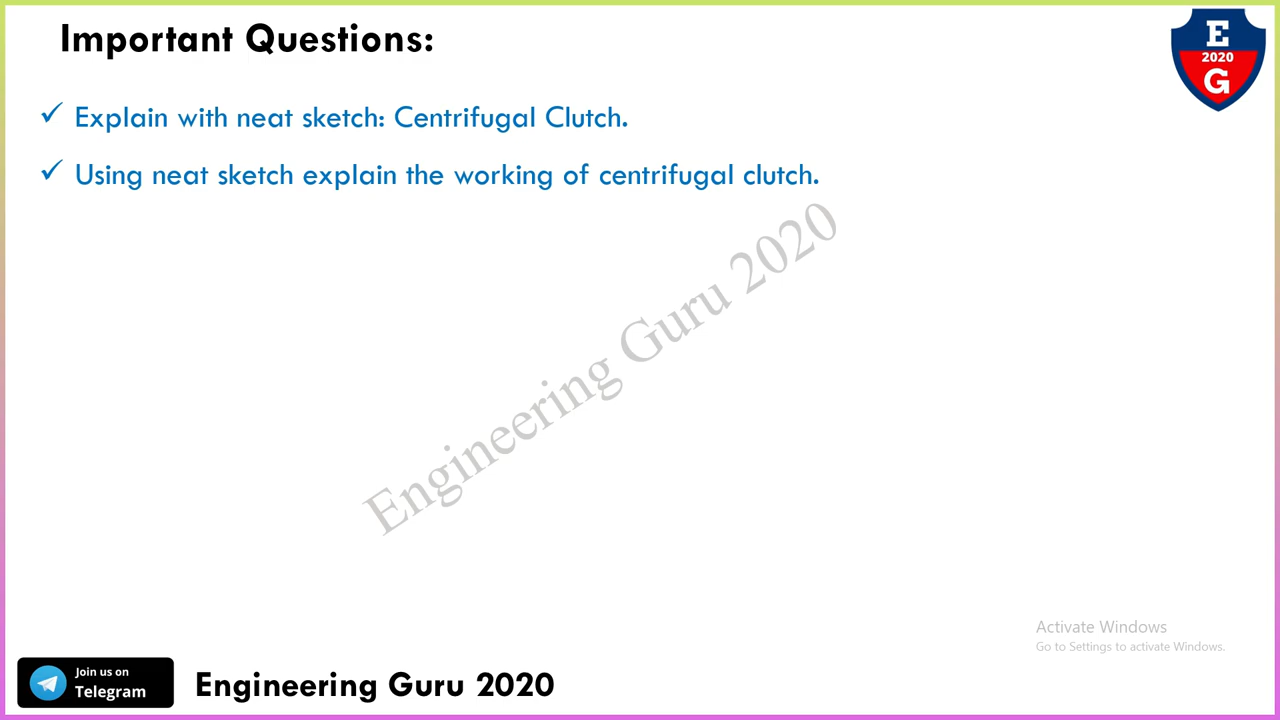 Important Questions:
E
2020
G
✓ Explain with neat sketch: Centrifugal Clutch.
✓ Using neat sketch explain the working of centrifugal clutch.
Engineering Guru 2020
Activate Windows
Go to Settings to activate Windows.
Join us on
Telegram
Engineering Guru 2020